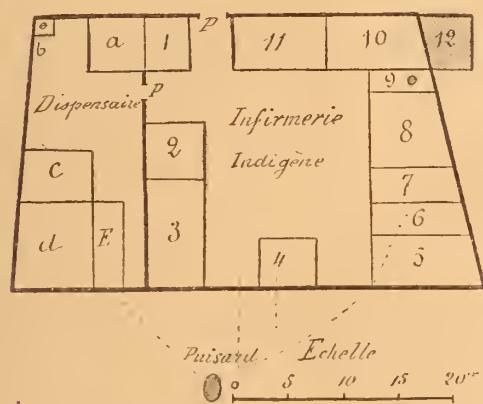 P
b
a
1
11
10
12
P
9
Dispensaire
Infirmerie
2
8
Indigène
c
7
3
6
d
E
4
5
Puisard
Echelle
0 5 10 15 20m